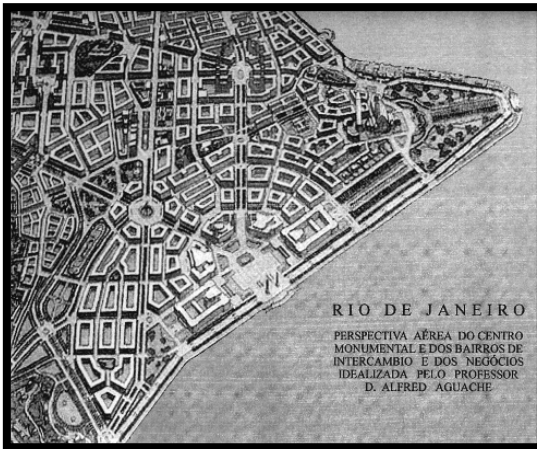 RIO DE JANEIRO
PERSPECTIVA AÉREA DO CENTRO
MONUMENTAL E DOS BAIRROS DE
INTERCAMBIO E DOS NEGÓCIOS
IDEALIZADA PELO PROFESSOR
D. ALFRED AGUACHE